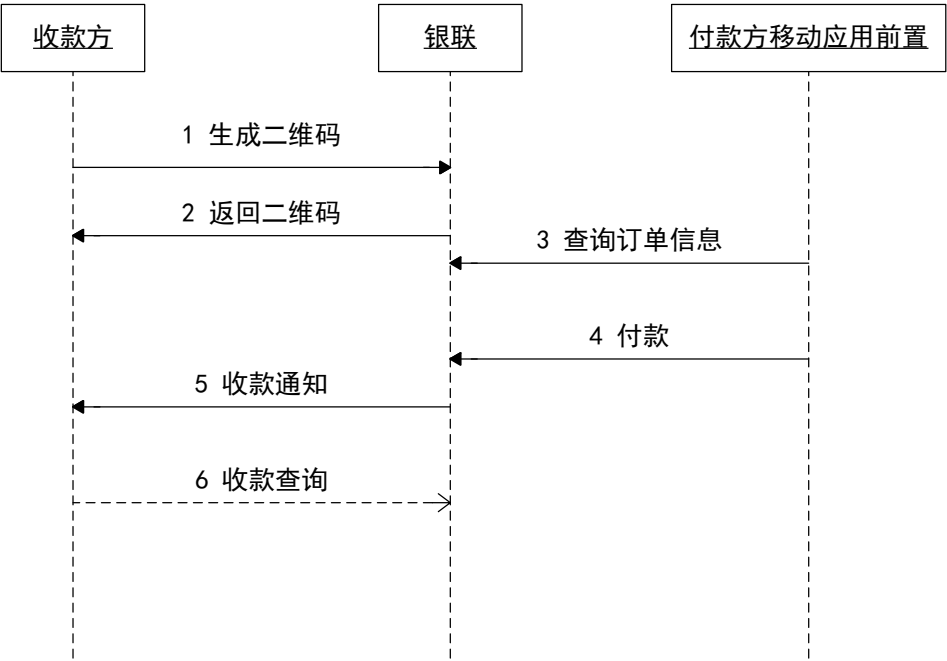 收款方
银联
付款方移动应用前置
1 生成二维码
2 返回二维码
3 查询订单信息
4 付款
5 收款通知
6 收款查询